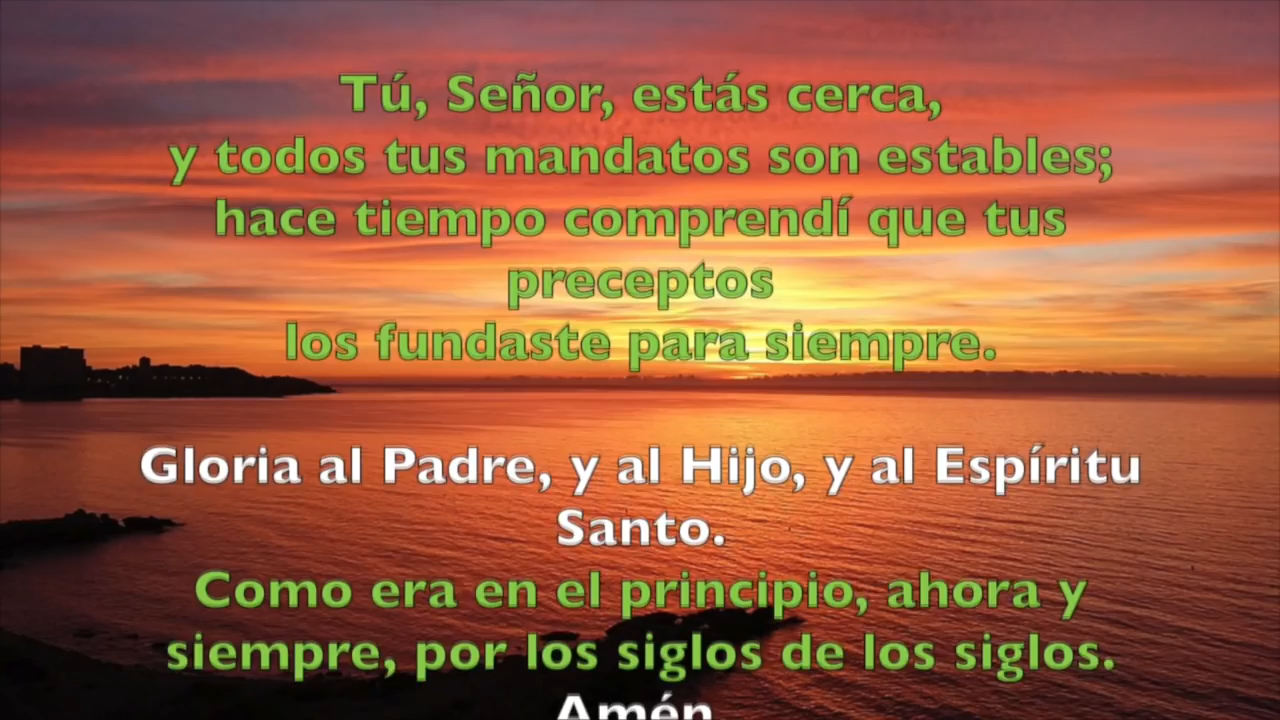 Tú, Señor, estás cerca,
y todos tus mandatos son estables;
hace tiempo comprendí que tus
preceptos
los fundaste para siempre.
Gloria al Padre, y al Hijo, y al Espíritu
Santo.
Como era en el principio, ahora y
siempre, por los siglos de los siglos.
Amén